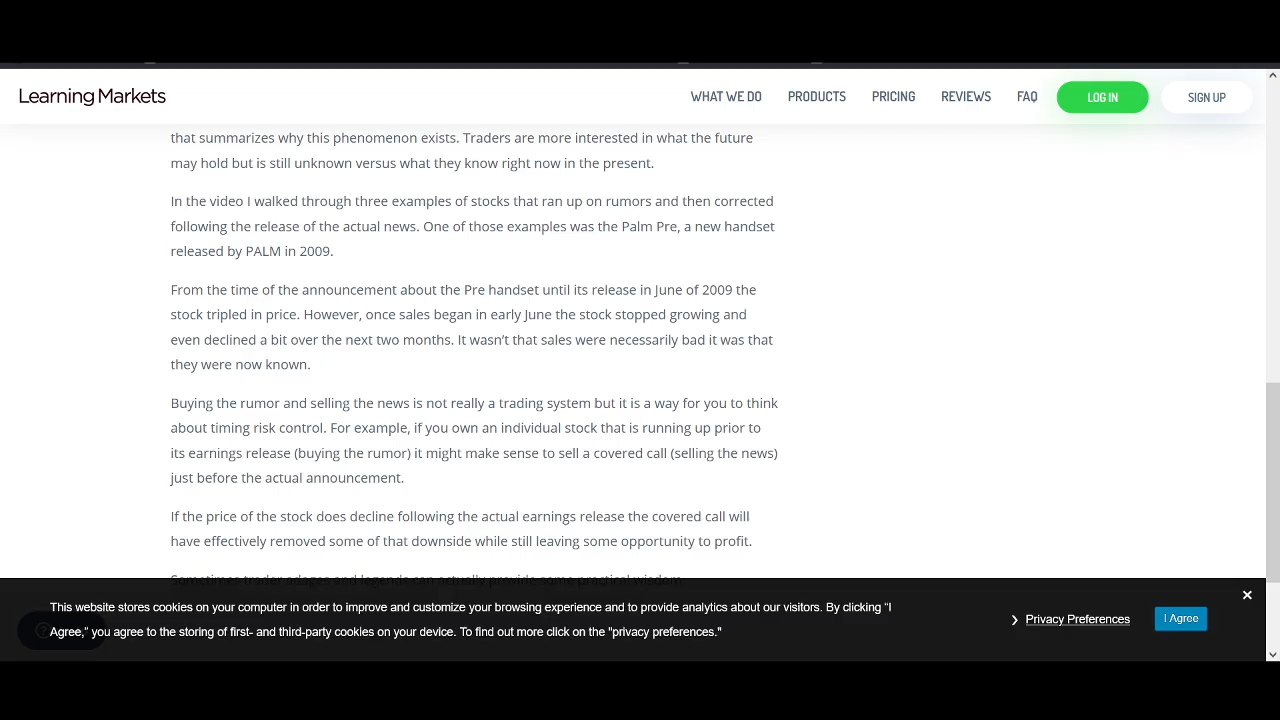 Learning Markets
WHAT WE DO
PRODUCTS
PRICING
REVIEWS
FAQ
LOG IN
SIGN UP
that summarizes why this phenomenon exists. Traders are more interested in what the future
may hold but is still unknown versus what they know right now in the present.
In the video I walked through three examples of stocks that ran up on rumors and then corrected
following the release of the actual news. One of those examples was the Palm Pre, a new handset
released by PALM in 2009.
From the time of the announcement about the Pre handset until its release in June of 2009 the
stock tripled in price. However, once sales began in early June the stock stopped growing and
even declined a bit over the next two months. It wasn’t that sales were necessarily bad it was that
they were now known.
Buying the rumor and selling the news is not really a trading system but it is a way for you to think
about timing risk control. For example, if you own an individual stock that is running up prior to
its earnings release (buying the rumor) it might make sense to sell a covered call (selling the news)
just before the actual announcement.
If the price of the stock does decline following the actual earnings release the covered call will
have effectively removed some of that downside while still leaving some opportunity to profit.
Sometimes trader adages and legends can actually provide some practical wisdom
This website stores cookies on your computer in order to improve and customize your browsing experience and to provide analytics about our visitors. By clicking “I
Agree,” you agree to the storing of first- and third-party cookies on your device. To find out more click on the "privacy preferences."
Privacy Preferences
I Agree